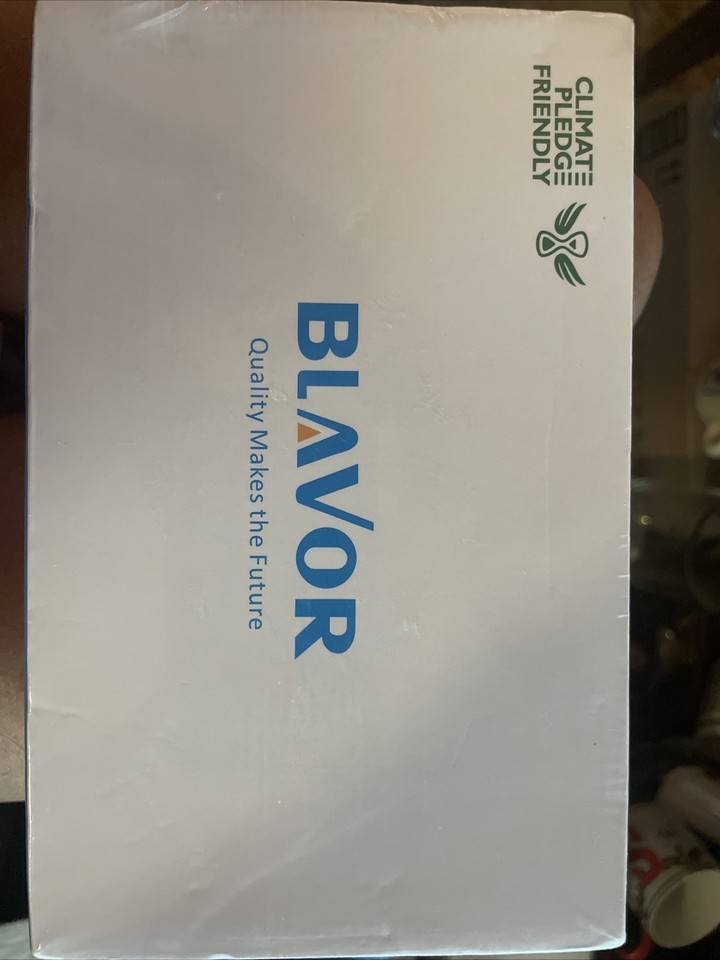 CLIMATE
PLEDGE
FRIENDLY
BLAVOR
Quality Makes the Future